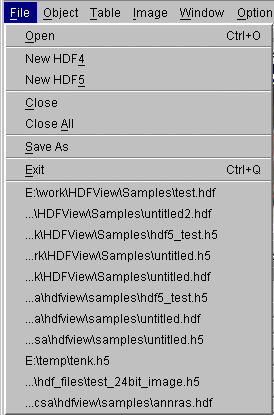 File Object Table Image Window Option
Open Ctrl+O
New HDF4
New HDF5
Close
Close All
Save As
Exit Ctrl+Q
E:\work\HDFView\Samples\test.hdf
...\HDFView\Samples\untitled2.hdf
...k\HDFView\Samples\hdf5_test.h5
...rk\HDFView\Samples\untitled.h5
...k\HDFView\Samples\untitled.hdf
...a\hdfview\samples\hdf5_test.h5
...a\hdfview\samples\untitled.hdf
...sa\hdfview\samples\untitled.h5
E:\temp\tenk.h5
...\hdf_files\test_24bit_image.h5
...csa\hdfview\samples\annras.hdf